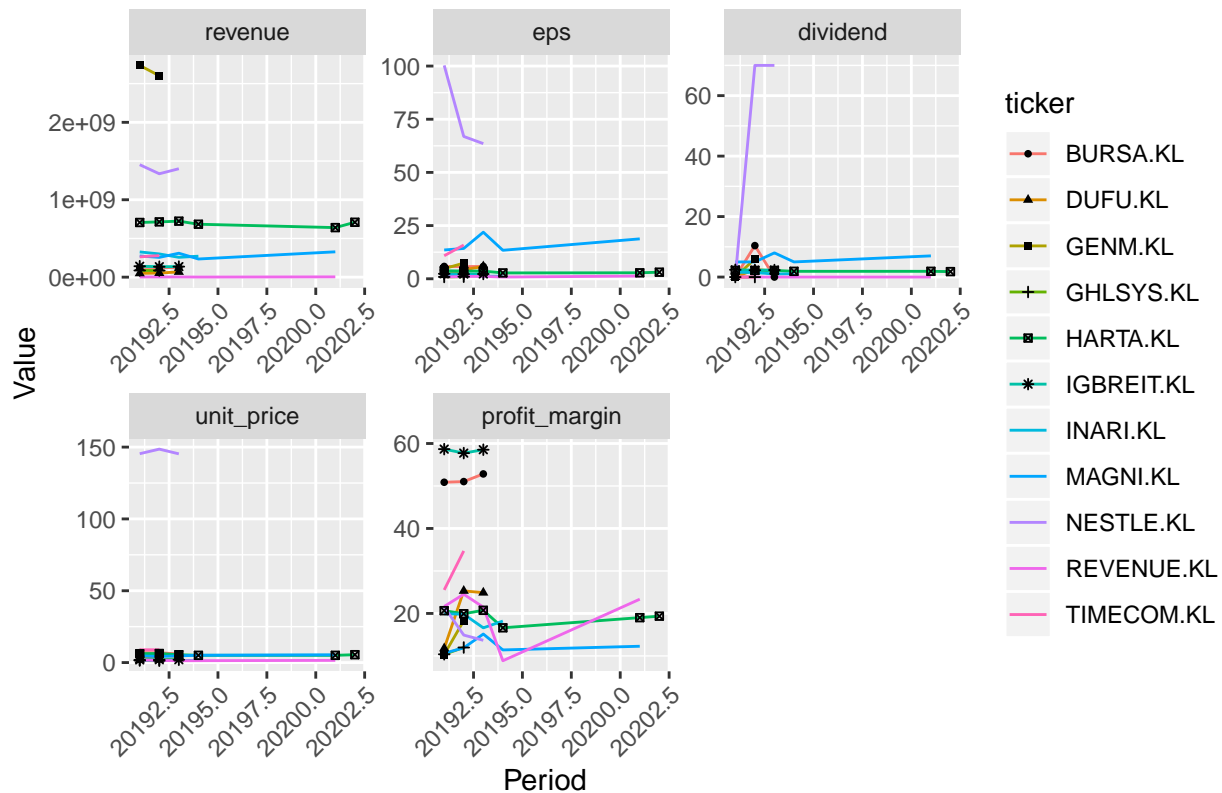 revenue
eps
dividend
2e+09
1e+09
0e+00
100
75
50
25
0
60
40
20
0
20192.5
20195.0
20197.5
20200.0
20202.5
20192.5
20195.0
20197.5
20200.0
20202.5
20192.5
20195.0
20197.5
20200.0
20202.5
Value
unit_price
profit_margin
150
100
50
0
60
40
20
20192.5
20195.0
20197.5
20200.0
20202.5
20192.5
20195.0
20197.5
20200.0
20202.5
Period
ticker
BURSA.KL
DUFU.KL
GENM.KL
GHLSYS.KL
HARTA.KL
IGBREIT.KL
INARI.KL
MAGNI.KL
NESTLE.KL
REVENUE.KL
TIMECOM.KL